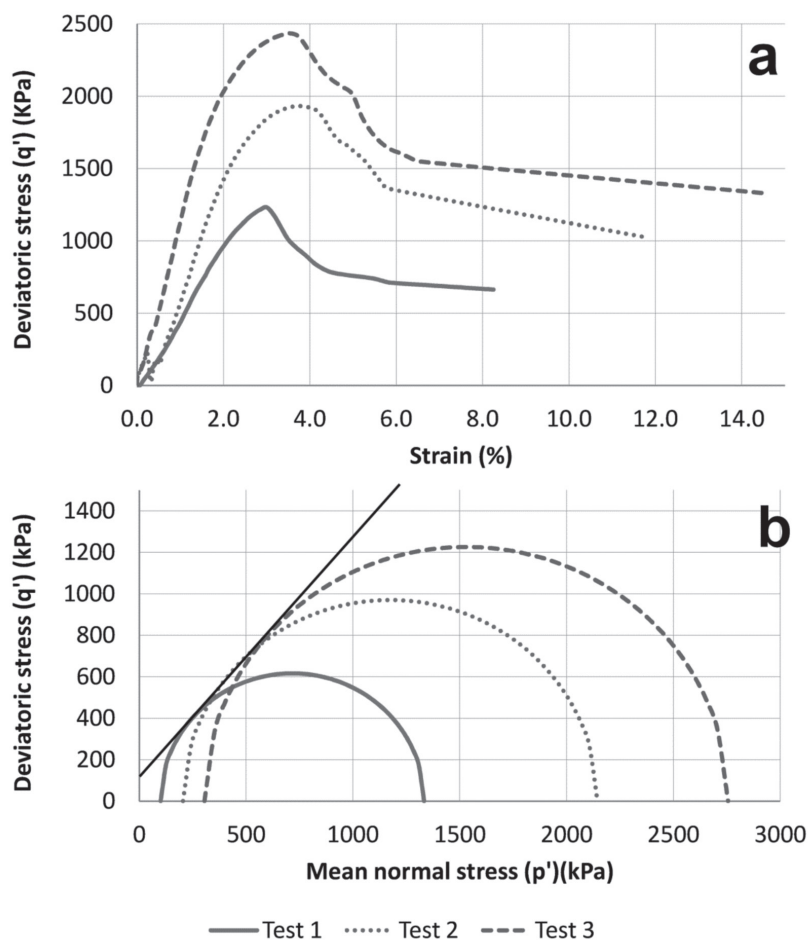 a
Deviatoric stress (q') (KPa)
2500
2000
1500
1000
500
0
0.0 2.0 4.0 6.0 8.0 10.0 12.0 14.0
Strain (%)
b
Deviatoric stress (q') (kPa)
1400
1200
1000
800
600
400
200
0
0 500 1000 1500 2000 2500 3000
Mean normal stress (p')(kPa)
Test 1 Test 2 Test 3